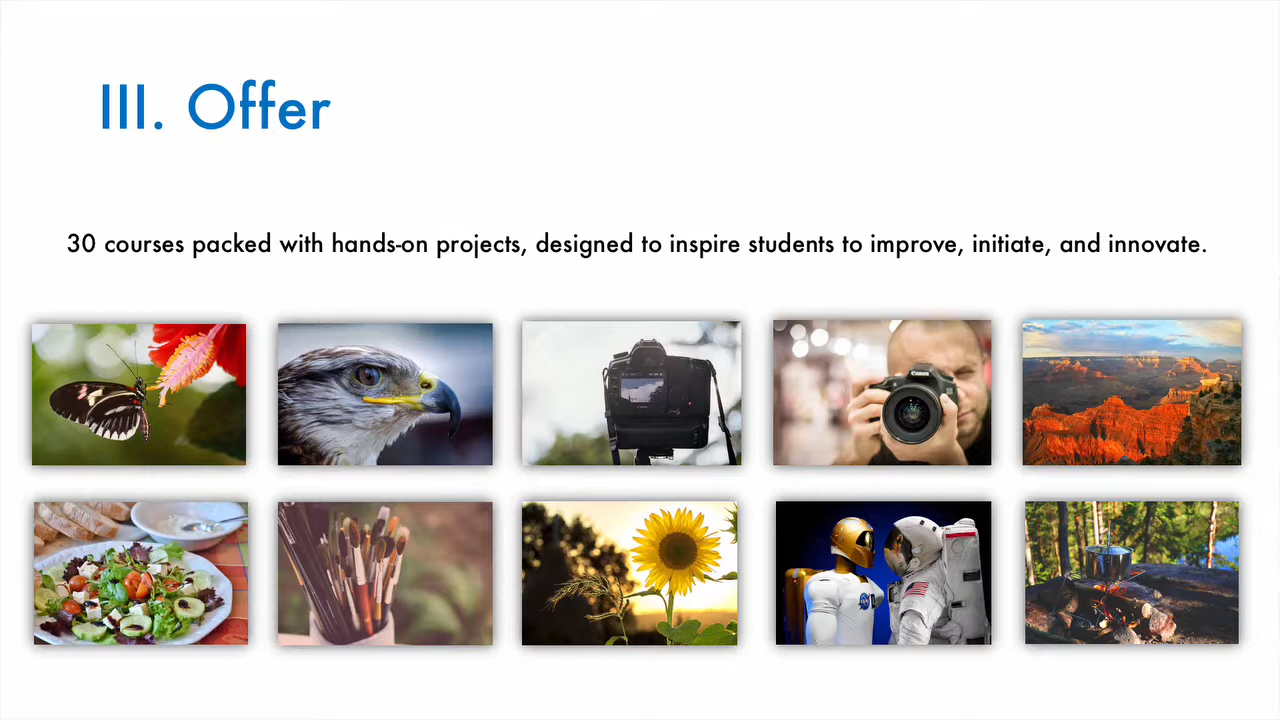 III. Offer
30 courses packed with hands-on projects, designed to inspire students to improve, initiate, and innovate.